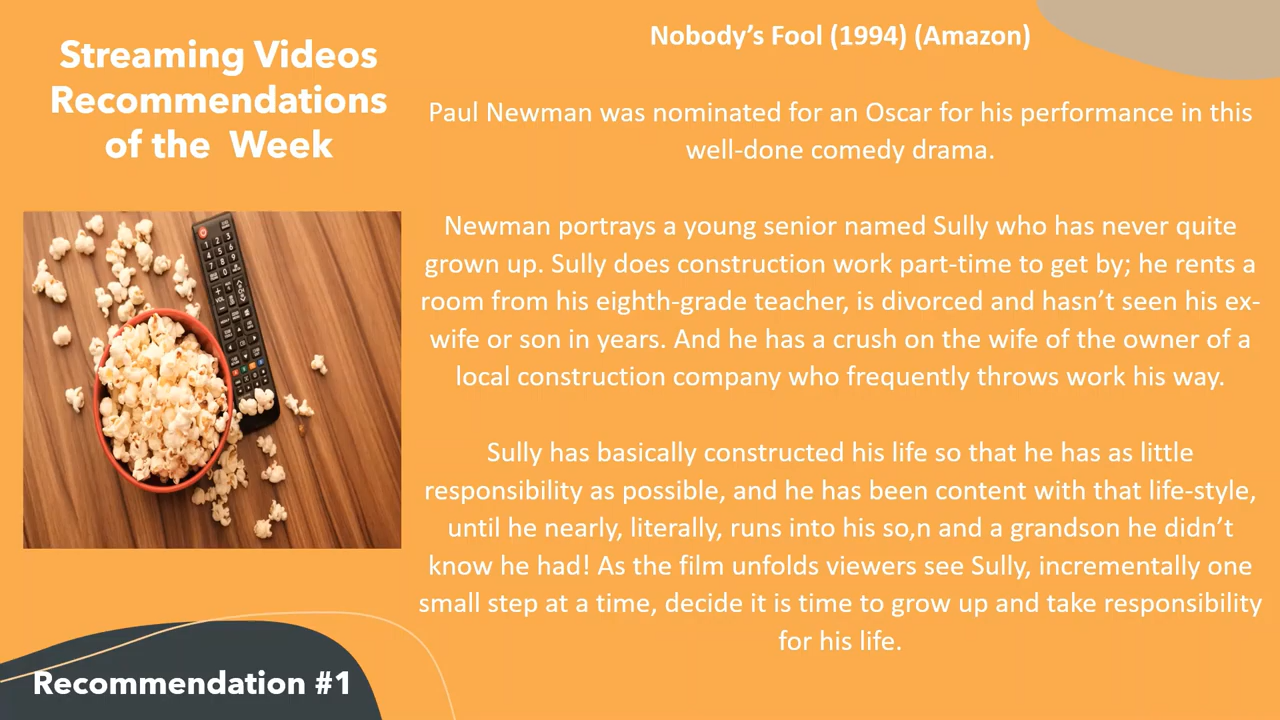 Streaming Videos
Recommendations
of the  Week
Nobody’s Fool (1994) (Amazon)
Paul Newman was nominated for an Oscar for his performance in this
well-done comedy drama.
Newman portrays a young senior named Sully who has never quite
grown up. Sully does construction work part-time to get by; he rents a
room from his eighth-grade teacher, is divorced and hasn’t seen his ex-
wife or son in years. And he has a crush on the wife of the owner of a
local construction company who frequently throws work his way.
Sully has basically constructed his life so that he has as little
responsibility as possible, and he has been content with that life-style,
until he nearly, literally, runs into his so,n and a grandson he didn’t
know he had! As the film unfolds viewers see Sully, incrementally one
small step at a time, decide it is time to grow up and take responsibility
for his life.
Recommendation #1